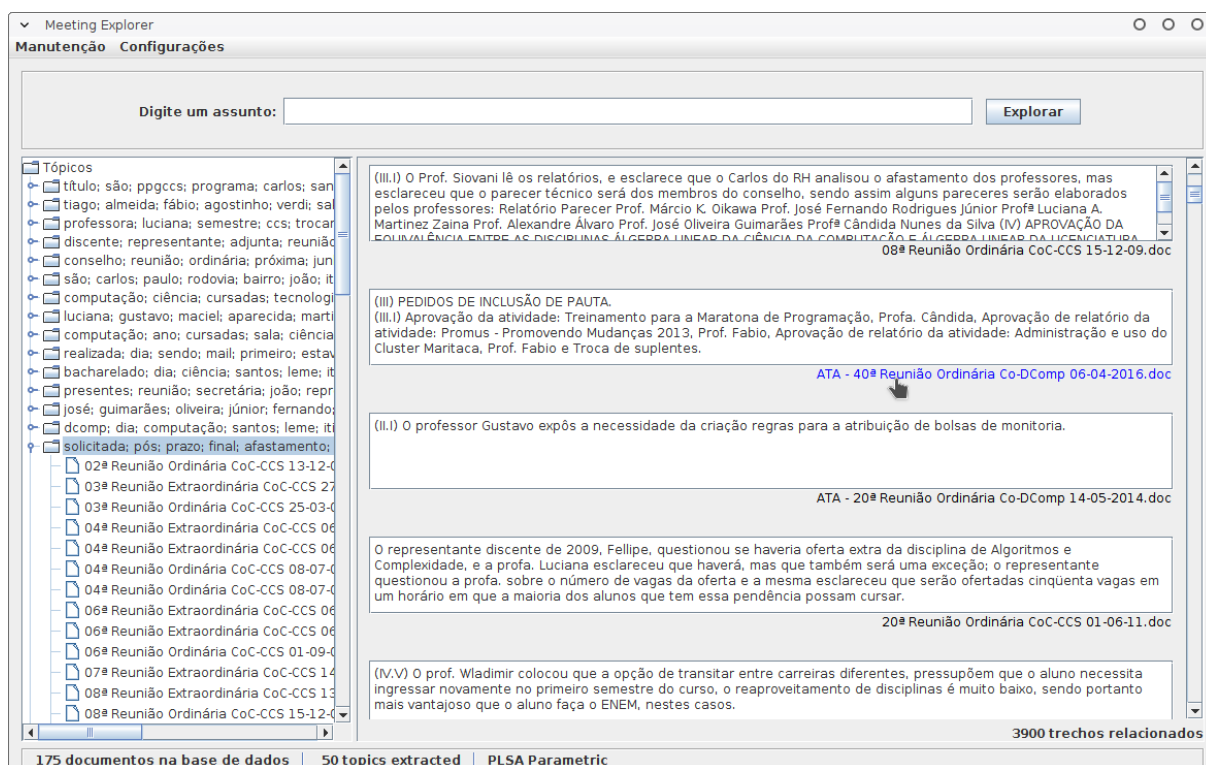 Meeting Explorer
Manutenção Configurações
Digite um assunto:
Explorar
Tópicos
título; são; ppgccs; programa; carlos; san
tiago; almeida; fábio; agostinho; verdi; sal
professora; luciana; semestre; ccs; trocar
discente; representante; adjunta; reunião
conselho; reunião; ordinária; próxima; jun
são; carlos; paulo; rodovia; bairro; joão; it
computação; ciência; cursadas; tecnologi
luciana; gustavo; maciel; aparecida; marti
computação; ano; cursadas; sala; ciência
realizada; dia; sendo; mail; primeiro; estav
bacharelado; dia; ciência; santos; leme; it
presentes; reunião; secretária; joão; repr
josé; guimarães; oliveira; júnior; fernando;
dcomp; dia; computação; santos; leme; iti
solicitada; pós; prazo; final; afastamento;
02ª Reunião Ordinária CoC-CCS 13-12-0
03ª Reunião Extraordinária CoC-CCS 27
03ª Reunião Ordinária CoC-CCS 25-03-0
04ª Reunião Extraordinária CoC-CCS 06
04ª Reunião Extraordinária CoC-CCS 06
04ª Reunião Ordinária CoC-CCS 08-07-0
04ª Reunião Ordinária CoC-CCS 08-07-0
06ª Reunião Extraordinária CoC-CCS 06
06ª Reunião Extraordinária CoC-CCS 06
06ª Reunião Ordinária CoC-CCS 01-09-0
07ª Reunião Extraordinária CoC-CCS 14
08ª Reunião Extraordinária CoC-CCS 13
08ª Reunião Ordinária CoC-CCS 15-12-0
(III.I) O Prof. Siovani lê os relatórios, e esclarece que o Carlos do RH analisou o afastamento dos professores, mas
esclareceu que o parecer técnico será dos membros do conselho, sendo assim alguns pareceres serão elaborados
pelos professores: Relatório Parecer Prof. Márcio K. Oikawa Prof. José Fernando Rodrigues Júnior Profª Luciana A.
Martinez Zaina Prof. Alexandre Álvaro Prof. José Oliveira Guimarães Profª Cândida Nunes da Silva (IV) APROVAÇÃO DA
EQUIVALÊNCIA ENTRE AS DISCIPLINAS ÁLGEBRA LINEAR DA CIÊNCIA DA COMPUTAÇÃO E ÁLGEBRA LINEAR DA LICENCIATURA
08ª Reunião Ordinária CoC-CCS 15-12-09.doc
(III) PEDIDOS DE INCLUSÃO DE PAUTA.
(III.I) Aprovação da atividade: Treinamento para a Maratona de Programação, Profa. Cândida, Aprovação de relatório da
atividade: Promus - Promovendo Mudanças 2013, Prof. Fabio, Aprovação de relatório da atividade: Administração e uso do
Cluster Maritaca, Prof. Fabio e Troca de suplentes.
ATA - 40ª Reunião Ordinária Co-DComp 06-04-2016.doc
(II.I) O professor Gustavo expôs a necessidade da criação regras para a atribuição de bolsas de monitoria.
ATA - 20ª Reunião Ordinária Co-DComp 14-05-2014.doc
O representante discente de 2009, Fellipe, questionou se haveria oferta extra da disciplina de Algoritmos e
Complexidade, e a profa. Luciana esclareceu que haverá, mas que também será uma exceção; o representante
questionou a profa. sobre o número de vagas da oferta e a mesma esclareceu que serão ofertadas cinqüenta vagas em
um horário em que a maioria dos alunos que tem essa pendência possam cursar.
20ª Reunião Ordinária CoC-CCS 01-06-11.doc
(IV.V) O prof. Wladimir colocou que a opção de transitar entre carreiras diferentes, pressupõem que o aluno necessita
ingressar novamente no primeiro semestre do curso, o reaproveitamento de disciplinas é muito baixo, sendo portanto
mais vantajoso que o aluno faça o ENEM, nestes casos.
3900 trechos relacionados
175 documentos na base de dados 50 topics extracted PLSA Parametric